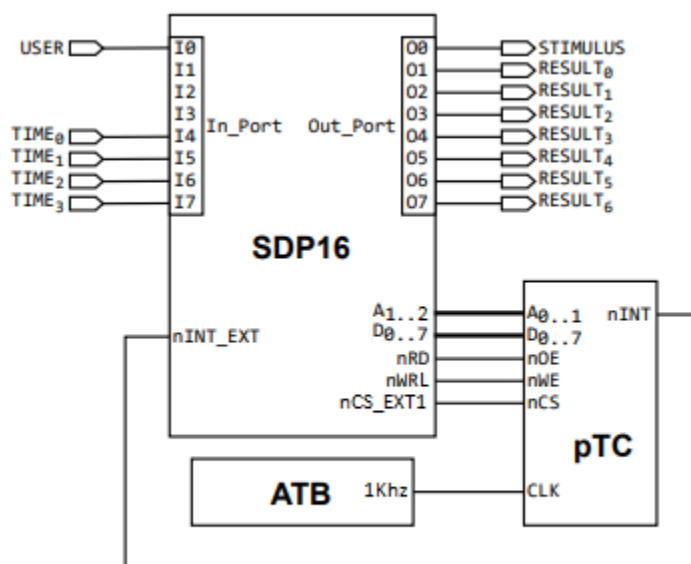 USER I0 O0 STIMULUS
I1 O1 RESULT₀
I2 O2 RESULT₁
I3 O3 RESULT₂
TIME₀ I4 In_Port Out_Port O4 RESULT₃
TIME₁ I5 O5 RESULT₄
TIME₂ I6 O6 RESULT₅
TIME₃ I7 O7 RESULT₆
SDP16
A₁..₂ A₀..₁ nINT
nINT_EXT D₀..₇ D₀..₇
nRD nOE
nWRL nWE
nCS_EXT1 nCS
pTC
ATB 1Khz CLK